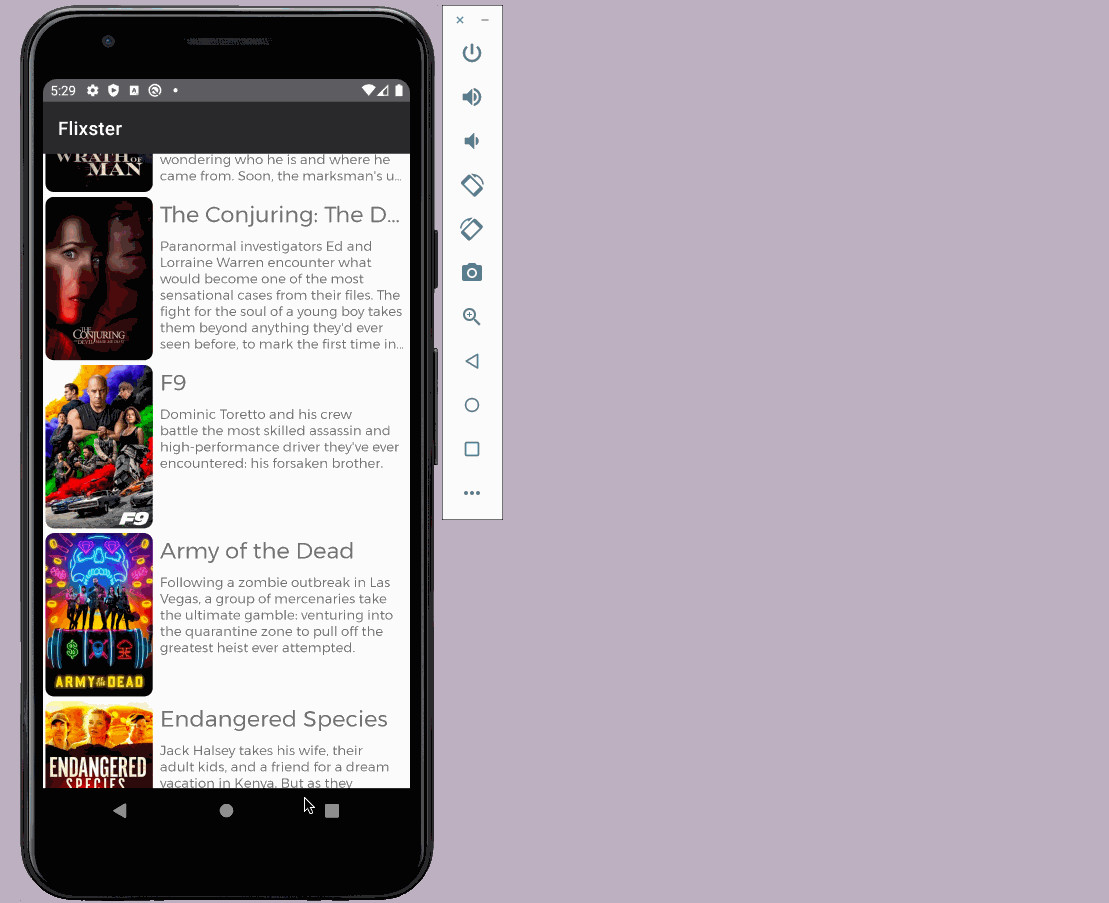 5:29
Flixster
WRATH OF
MAN
wondering who he is and where he
came from. Soon, the marksman's u...
The Conjuring: The D...
Paranormal investigators Ed and
Lorraine Warren encounter what
would become one of the most
sensational cases from their files. The
fight for the soul of a young boy takes
them beyond anything they'd ever
seen before, to mark the first time in...
THE
CONJURING
F9
Dominic Toretto and his crew
battle the most skilled assassin and
high-performance driver they've ever
encountered: his forsaken brother.
F9
Army of the Dead
Following a zombie outbreak in Las
Vegas, a group of mercenaries take
the ultimate gamble: venturing into
the quarantine zone to pull off the
greatest heist ever attempted.
ARMY OF THE DEAD
Endangered Species
Jack Halsey takes his wife, their
adult kids, and a friend for a dream
vacation in Kenya. But as they
ENDANGERED
SPECIES